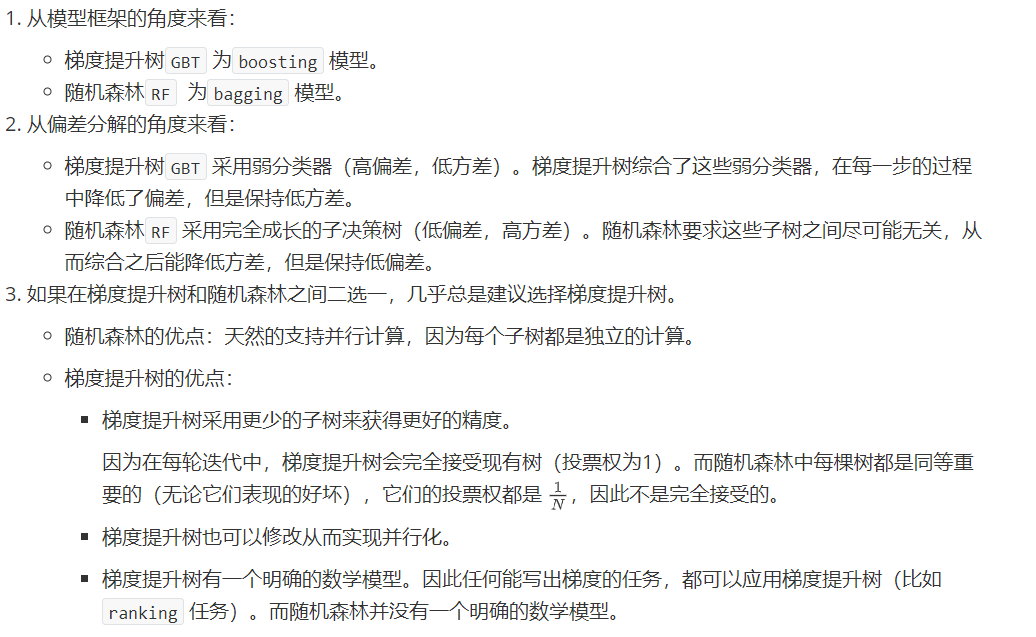 1. 从模型框架的角度来看：
梯度提升树 GBT 为 boosting 模型。
随机森林 RF 为 bagging 模型。
2. 从偏差分解的角度来看：
梯度提升树 GBT 采用弱分类器（高偏差，低方差）。梯度提升树综合了这些弱分类器，在每一步的过程
中降低了偏差，但是保持低方差。
随机森林 RF 采用完全成长的子决策树（低偏差，高方差）。随机森林要求这些子树之间尽可能无关，从
而综合之后能降低方差，但是保持低偏差。
3. 如果在梯度提升树和随机森林之间二选一，几乎总是建议选择梯度提升树。
随机森林的优点：天然的支持并行计算，因为每个子树都是独立的计算。
梯度提升树的优点：
梯度提升树采用更少的子树来获得更好的精度。
因为在每轮迭代中，梯度提升树会完全接受现有树（投票权为1）。而随机森林中每棵树都是同等重
要的（无论它们表现的好坏），它们的投票权都是 1/N，因此不是完全接受的。
梯度提升树也可以修改从而实现并行化。
梯度提升树有一个明确的数学模型。因此任何能写出梯度的任务，都可以应用梯度提升树（比如
ranking 任务）。而随机森林并没有一个明确的数学模型。